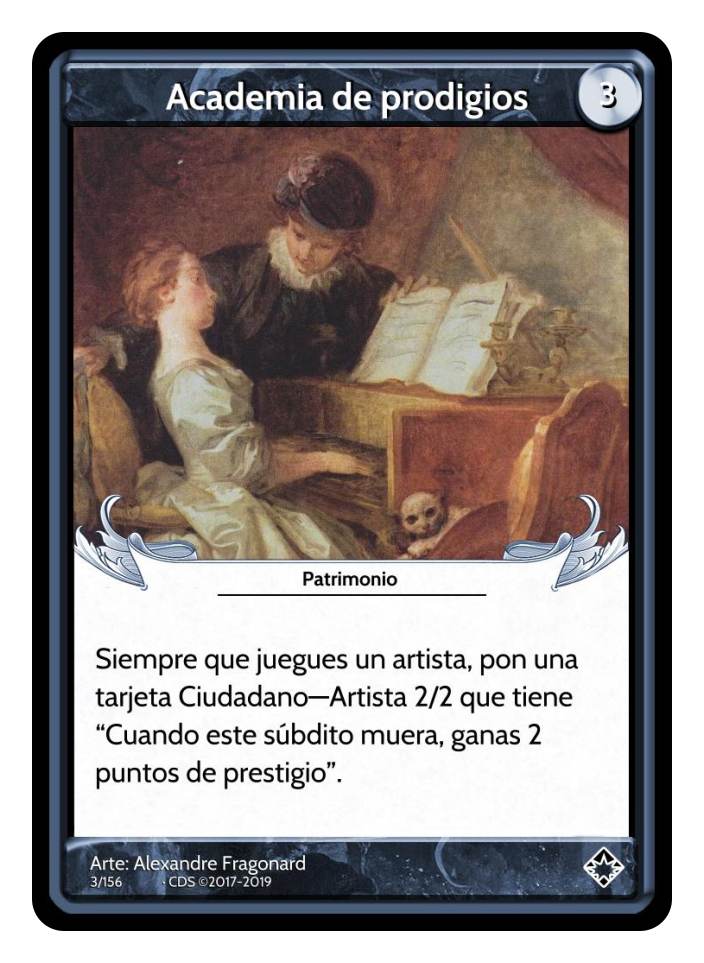 Academia de prodigios
3
Patrimonio
Siempre que juegues un artista, pon una
tarjeta Ciudadano—Artista 2/2 que tiene
“Cuando este súbdito muera, ganas 2
puntos de prestigio”.
Arte: Alexandre Fragonard
3/156 · CDS ©2017-2019